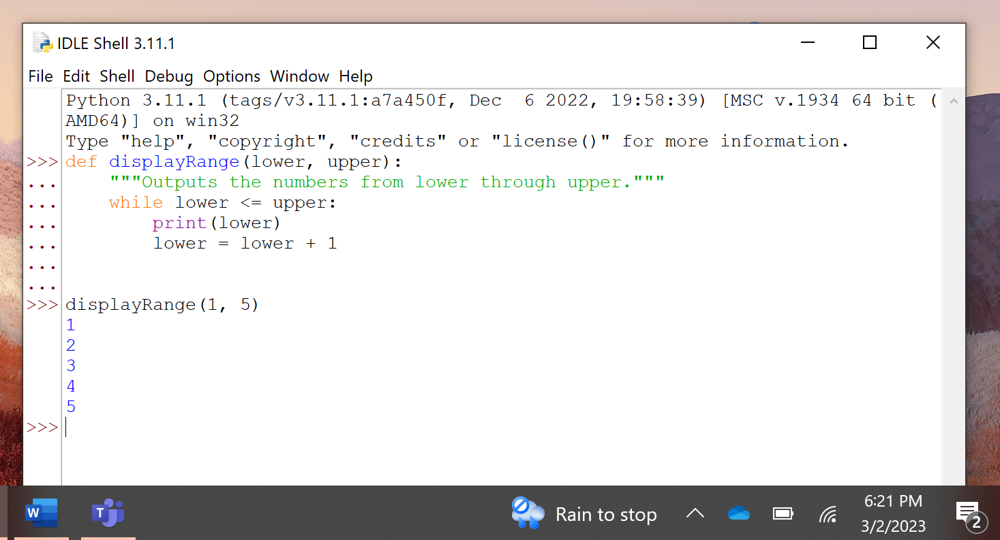 IDLE Shell 3.11.1
File Edit Shell Debug Options Window Help
Python 3.11.1 (tags/v3.11.1:a7a450f, Dec  6 2022, 19:58:39) [MSC v.1934 64 bit (
AMD64)] on win32
Type "help", "copyright", "credits" or "license()" for more information.
>>> def displayRange(lower, upper):
...     """Outputs the numbers from lower through upper."""
...     while lower <= upper:
...         print(lower)
...         lower = lower + 1
...
...
>>> displayRange(1, 5)
1
2
3
4
5
>>>
W
T
Rain to stop
6:21 PM
3/2/2023
2